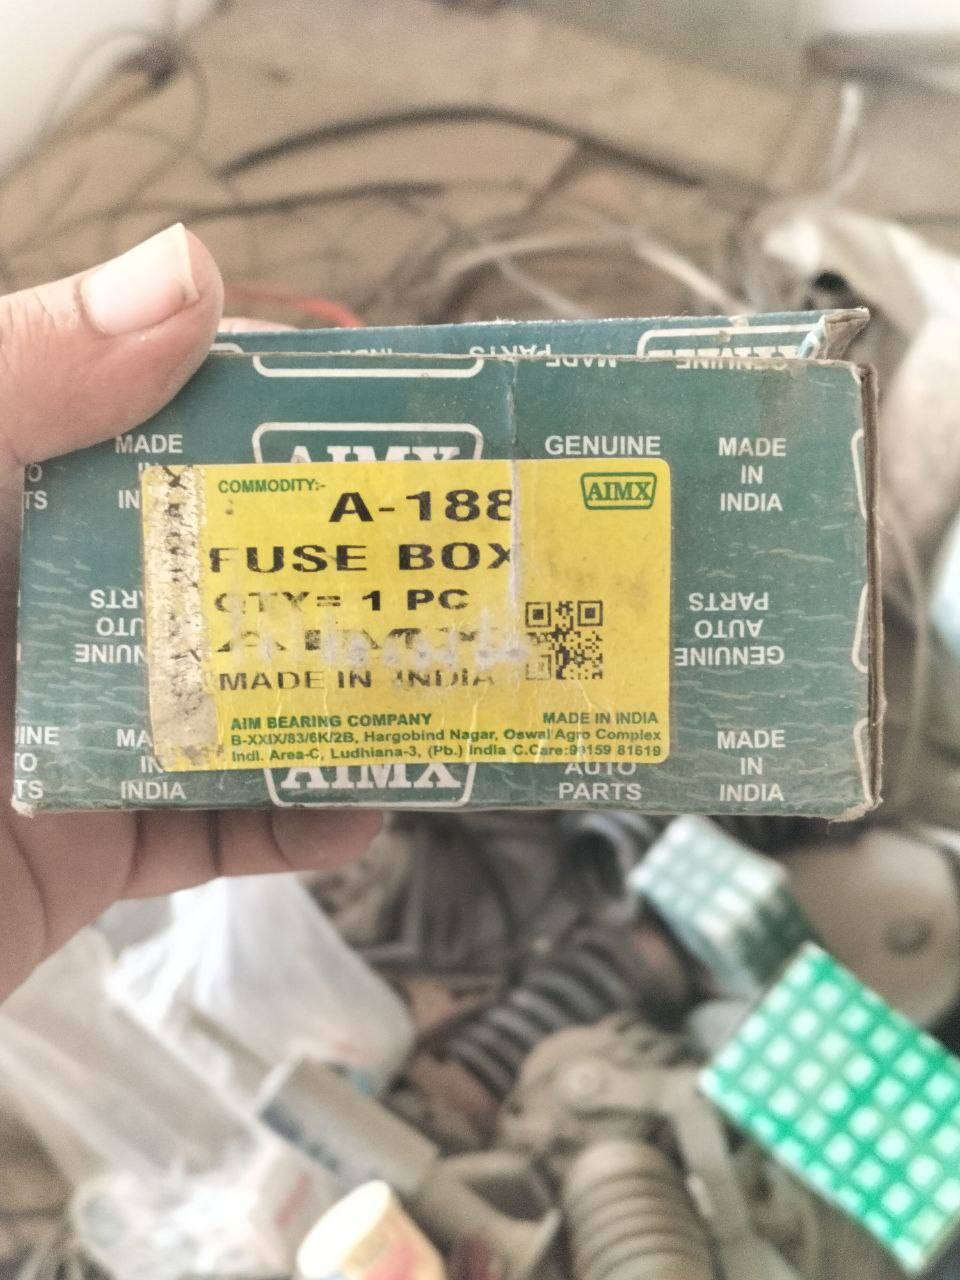 GENUINE
MADE PARTS IN
AIMX
MADE
IN
INDIA
GENUINE
MADE
IN
INDIA
COMMODITY:-
AIMX
A-188
FUSE BOX
QTY= 1 PC
MADE IN INDIA
AIM BEARING COMPANY MADE IN INDIA
B-XXIX/83/6K/2B, Hargobind Nagar, Oswal Agro Complex
Indl. Area-C, Ludhiana-3, (Pb.) India C.Care:99159 81619
GENUINE
AUTO
PARTS
AIMX
INDIA
AUTO
PARTS
MADE
IN
INDIA